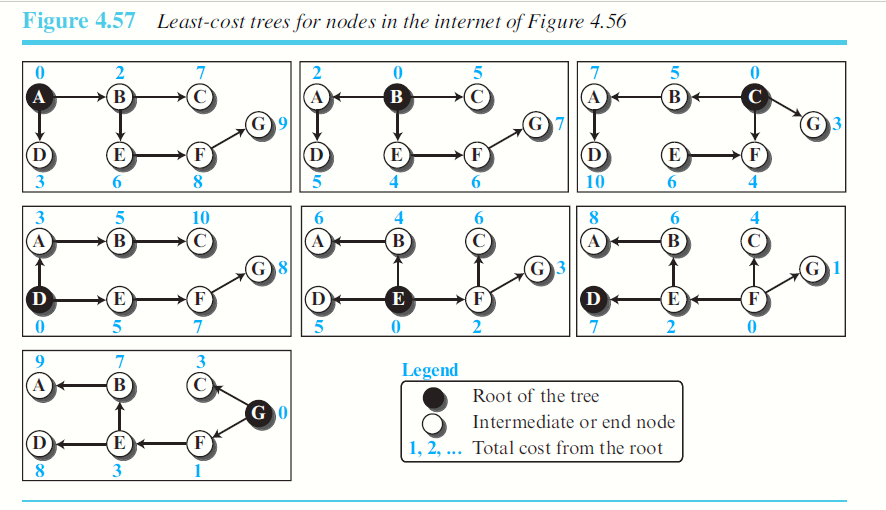 Figure 4.57 Least-cost trees for nodes in the internet of Figure 4.56
0 2 7
A B C
G 9
D E F
3 6 8
2 0 5
A B C
G 7
D E F
5 4 6
7 5 0
A B C
G 3
D E F
10 6 4
3 5 10
A B C
G 8
D E F
0 5 7
6 4 6
A B C
G 3
D E F
5 0 2
8 6 4
A B C
G 1
D E F
7 2 0
9 7 3
A B C
G 0
D E F
8 3 1
Legend
Root of the tree
Intermediate or end node
1, 2, ... Total cost from the root